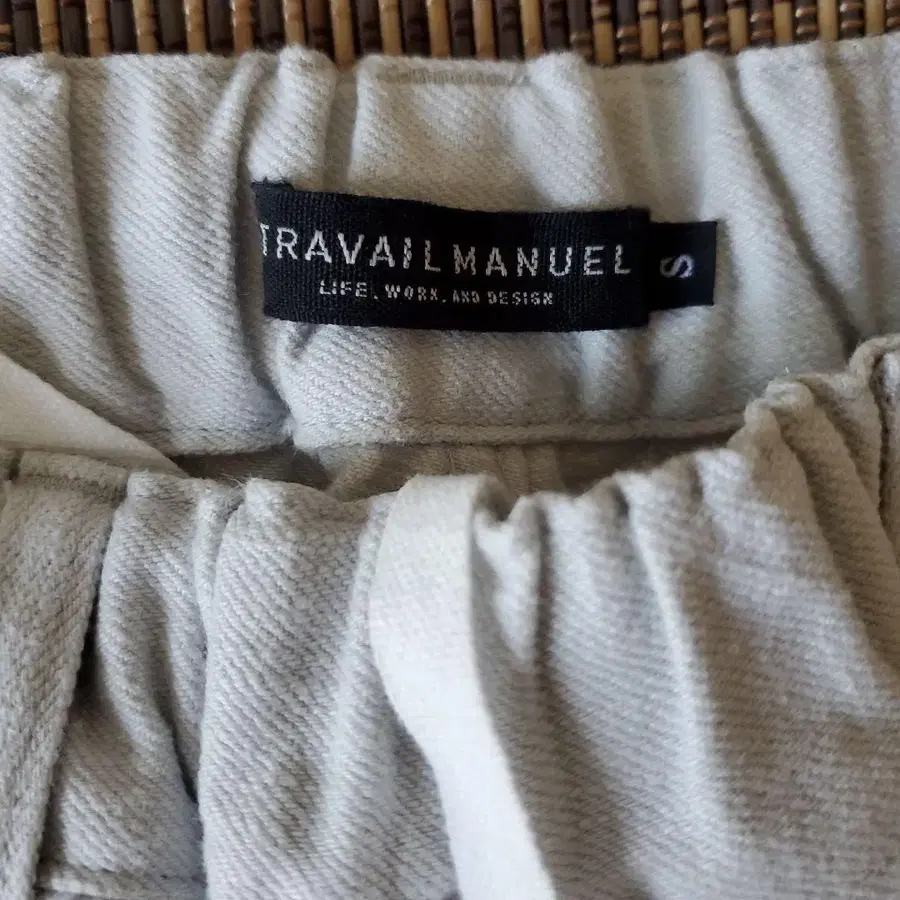 TRAVAIL MANUEL
LIFE, WORK, AND DESIGN
S